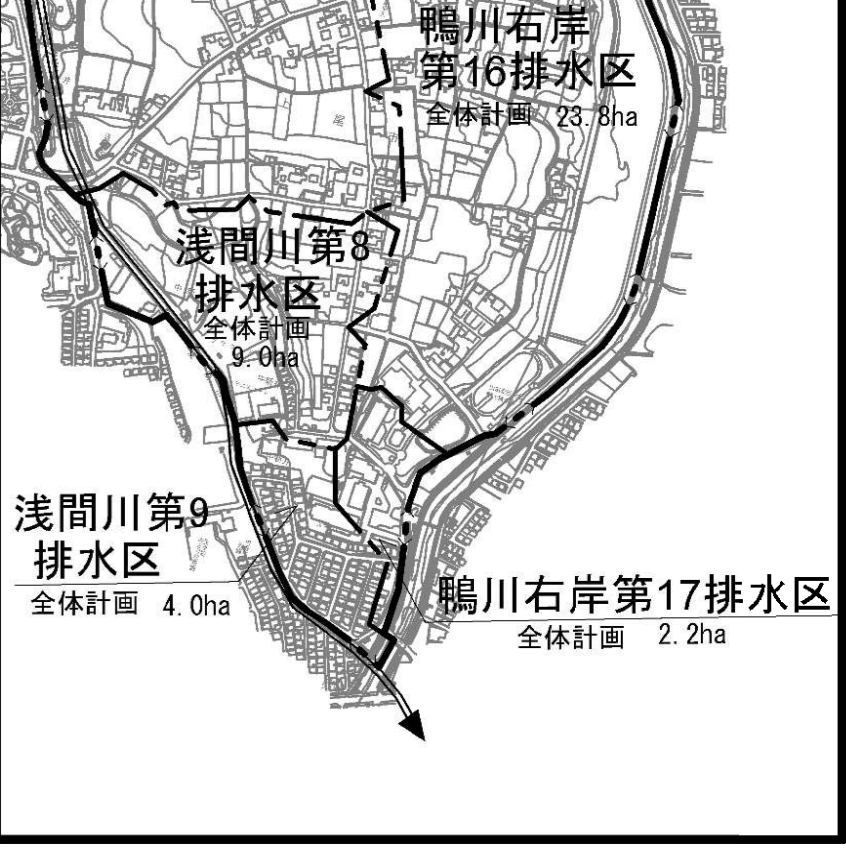 鴨川右岸
第16排水区
全体計画 23.8ha
尾
浅間川第8
排水区
全体計画
9.0ha
浅間川第9
排水区
全体計画 4.0ha
鴨川右岸第17排水区
全体計画 2.2ha